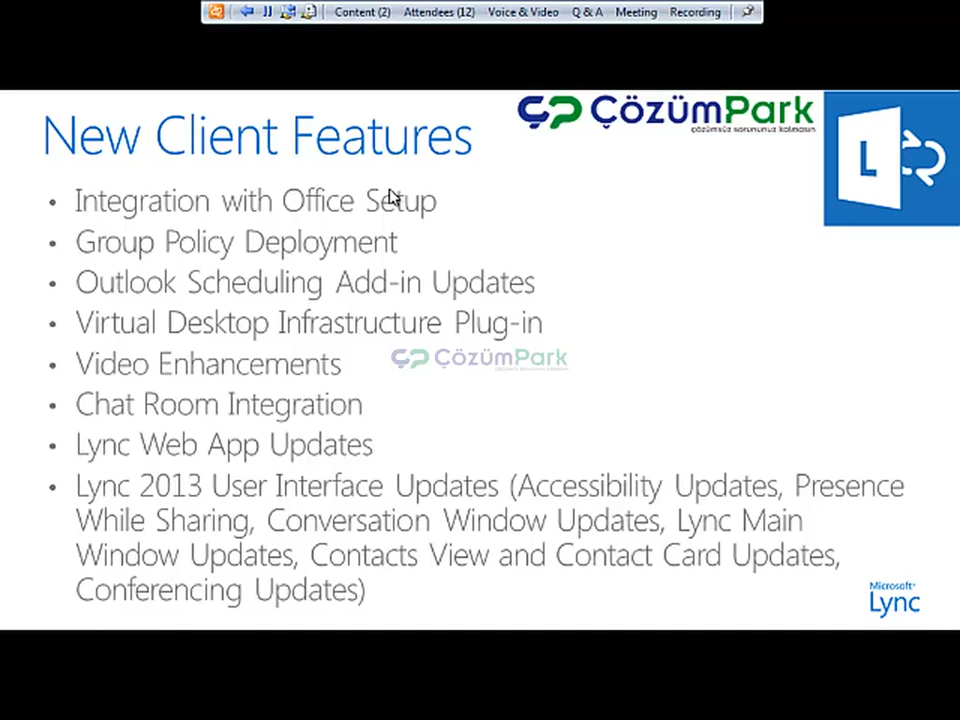 Content (2) Attendees (12) Voice & Video Q & A Meeting Recording
ÇP ÇözümPark
çözümsüz sorununuz kalmasın
New Client Features
L
• Integration with Office Setup
• Group Policy Deployment
• Outlook Scheduling Add-in Updates
• Virtual Desktop Infrastructure Plug-in
• Video Enhancements
ÇP ÇözümPark
• Chat Room Integration
• Lync Web App Updates
• Lync 2013 User Interface Updates (Accessibility Updates, Presence
While Sharing, Conversation Window Updates, Lync Main
Window Updates, Contacts View and Contact Card Updates,
Conferencing Updates)
Microsoft®
Lync